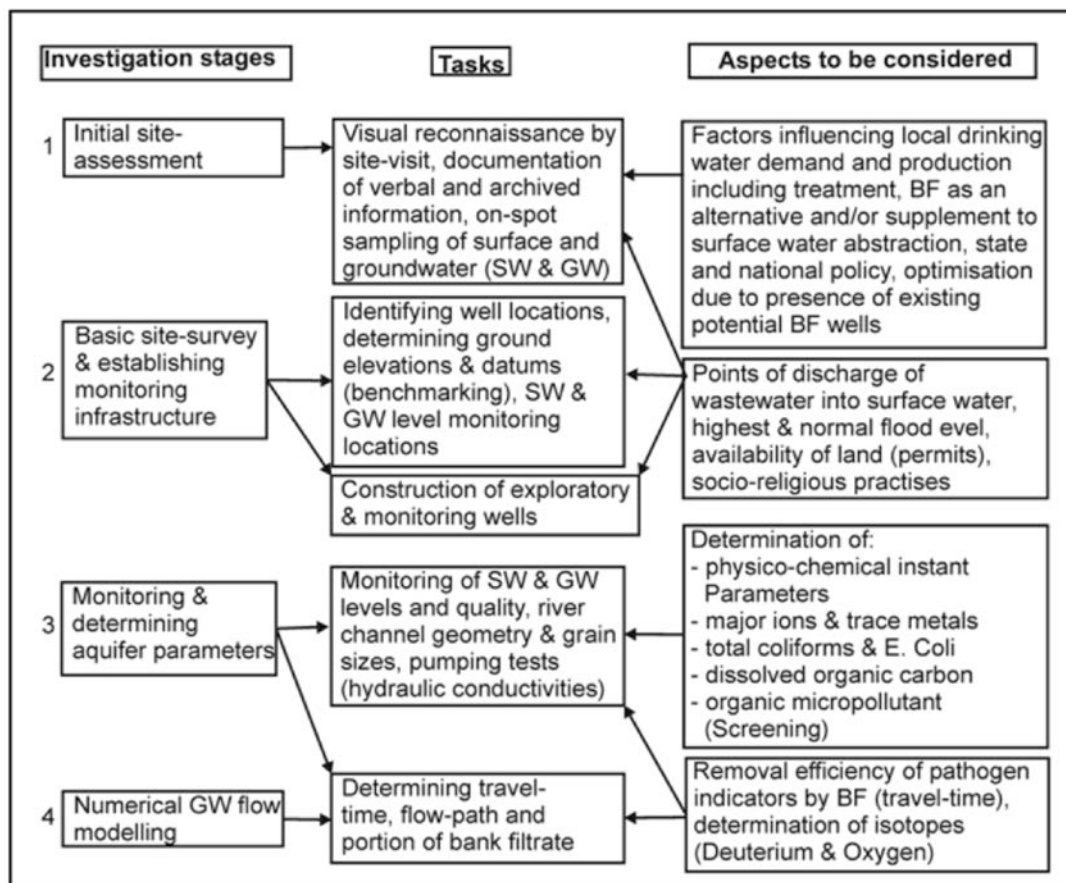 Investigation stages
Tasks
Aspects to be considered
1
Initial site-
assessment
Visual reconnaissance by
site-visit, documentation
of verbal and archived
information, on-spot
sampling of surface and
groundwater (SW & GW)
Factors influencing local drinking
water demand and production
including treatment, BF as an
alternative and/or supplement to
surface water abstraction, state
and national policy, optimisation
due to presence of existing
potential BF wells
2
Basic site-survey
& establishing
monitoring
infrastructure
Identifying well locations,
determining ground
elevations & datums
(benchmarking), SW &
GW level monitoring
locations
Construction of exploratory
& monitoring wells
Points of discharge of
wastewater into surface water,
highest & normal flood evel,
availability of land (permits),
socio-religious practises
3
Monitoring &
determining
aquifer parameters
Monitoring of SW & GW
levels and quality, river
channel geometry & grain
sizes, pumping tests
(hydraulic conductivities)
Determination of:
- physico-chemical instant
Parameters
- major ions & trace metals
- total coliforms & E. Coli
- dissolved organic carbon
- organic micropollutant
(Screening)
4
Numerical GW flow
modelling
Determining travel-
time, flow-path and
portion of bank filtrate
Removal efficiency of pathogen
indicators by BF (travel-time),
determination of isotopes
(Deuterium & Oxygen)